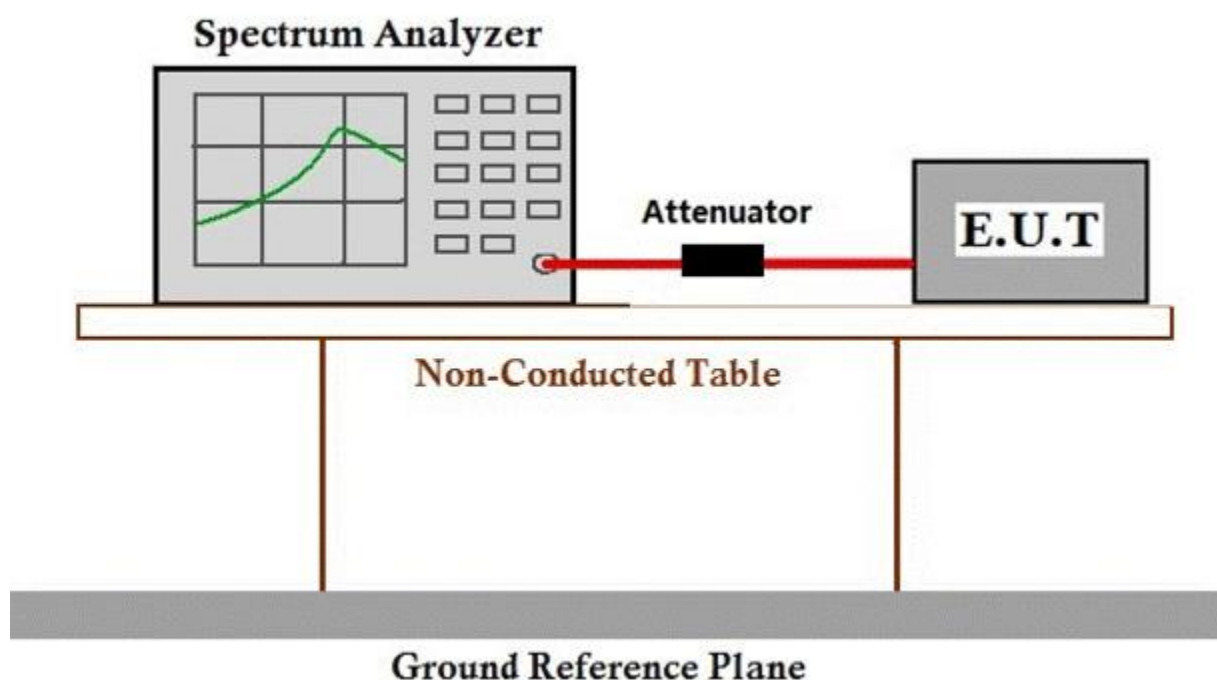 Spectrum Analyzer
Attenuator
E.U.T
Non-Conducted Table
Ground Reference Plane